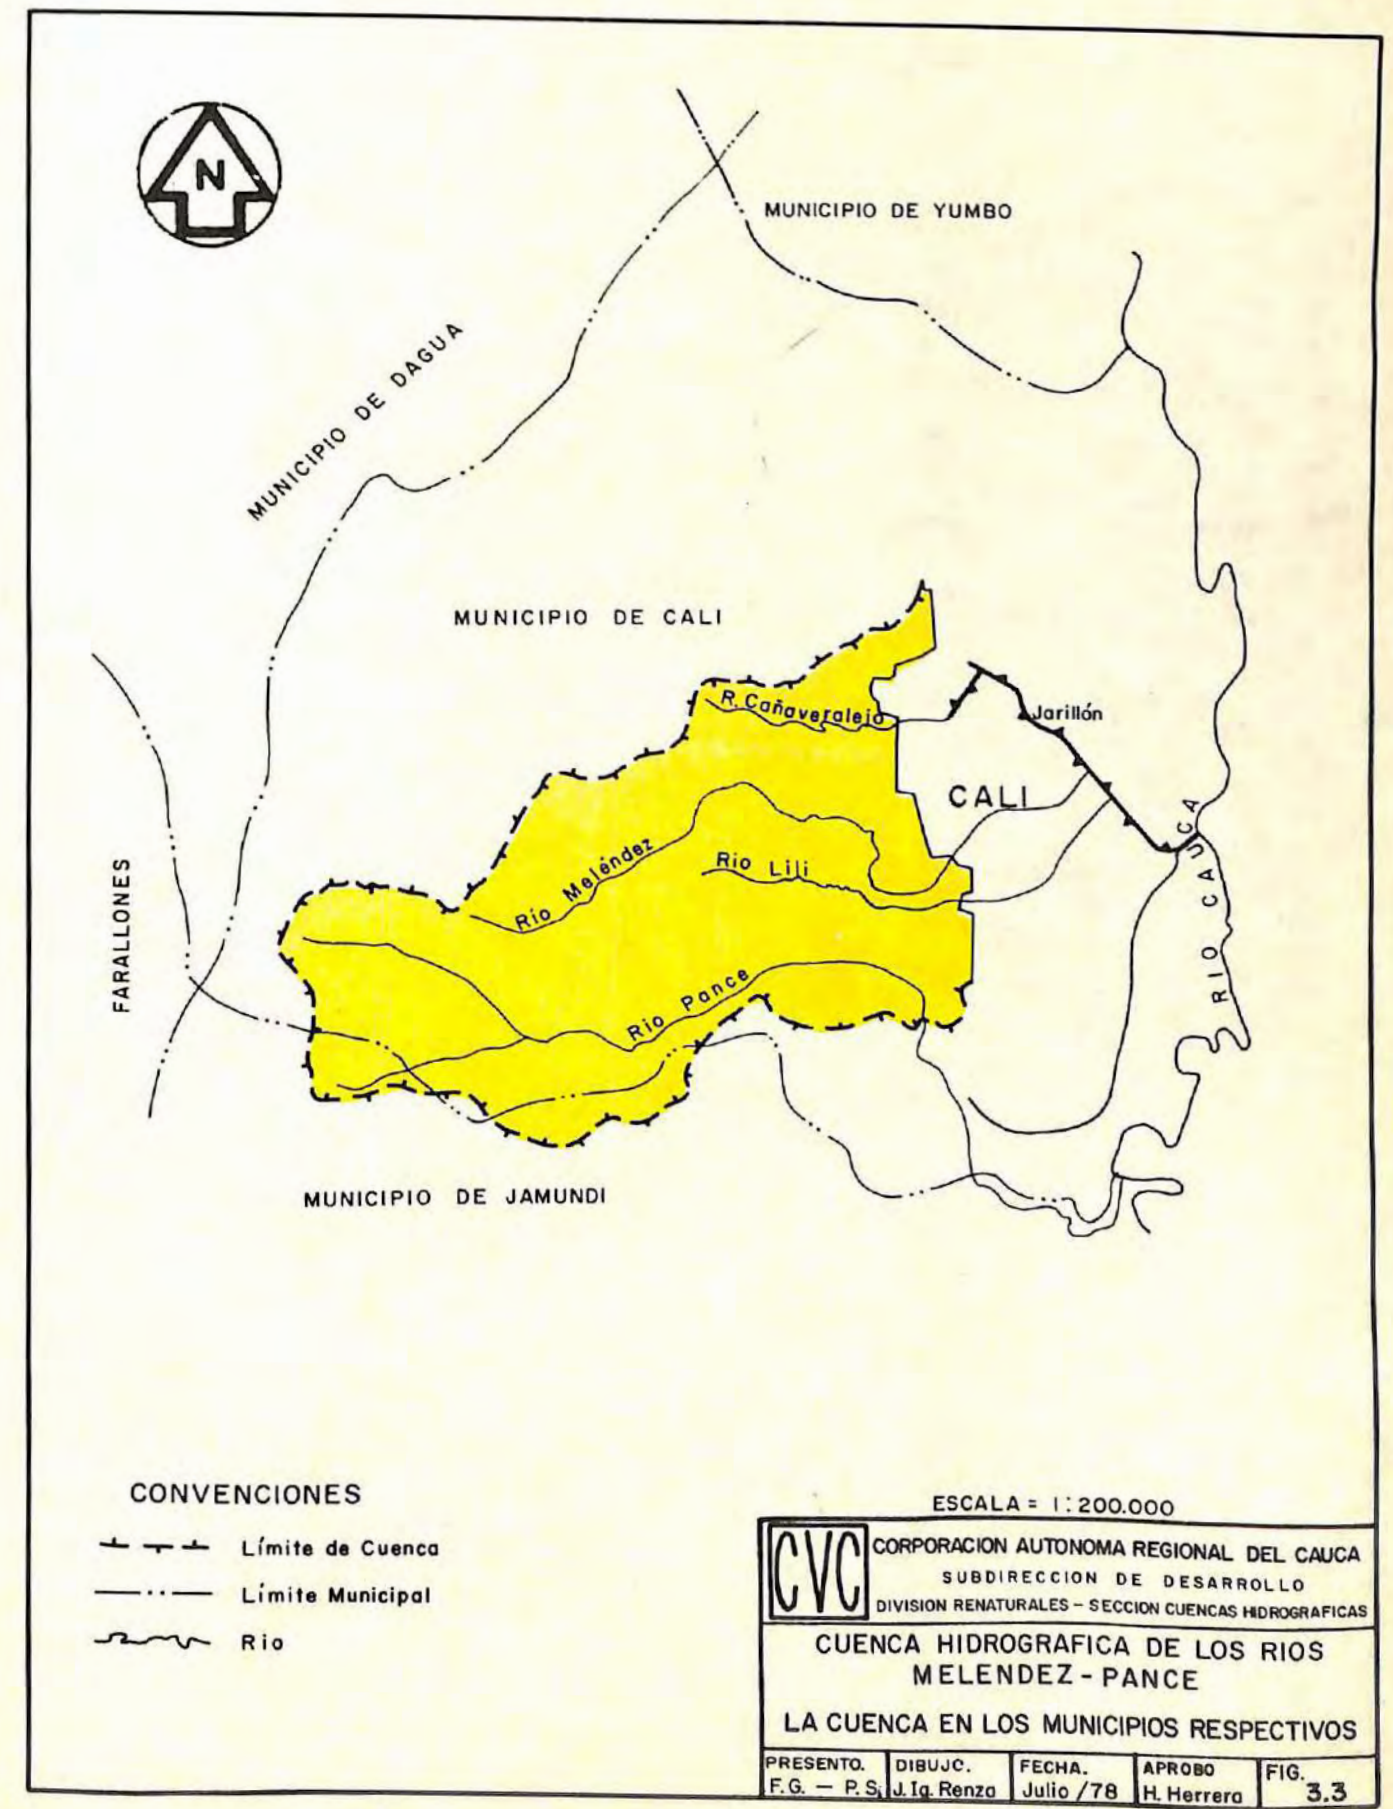 N
MUNICIPIO DE YUMBO
MUNICIPIO DE DAGUA
MUNICIPIO DE CALI
R. Cañaveralejo
Jarillón
CALI
Río Meléndez
Rio Lili
RIO CAUCA
FARALLONES
Rio Pance
MUNICIPIO DE JAMUNDI
CONVENCIONES
Límite de Cuenca
Límite Municipal
Rio
ESCALA = 1:200.000
CVC
CORPORACION AUTONOMA REGIONAL DEL CAUCA
SUBDIRECCION DE DESARROLLO
DIVISION RENATURALES - SECCION CUENCAS HIDROGRAFICAS
CUENCA HIDROGRAFICA DE LOS RIOS
MELENDEZ - PANCE
LA CUENCA EN LOS MUNICIPIOS RESPECTIVOS
PRESENTO.
F.G. - P.S.
DIBUJO.
J. Ig. Renza
FECHA.
Julio /78
APROBO
H. Herrera
FIG.
3.3